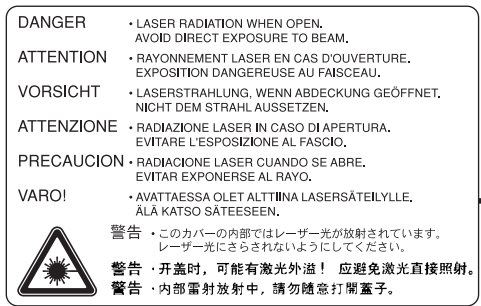 DANGER • LASER RADIATION WHEN OPEN.
AVOID DIRECT EXPOSURE TO BEAM.
ATTENTION • RAYONNEMENT LASER EN CAS D'OUVERTURE.
EXPOSITION DANGEREUSE AU FAISCEAU.
VORSICHT • LASERSTRAHLUNG, WENN ABDECKUNG GEÖFFNET.
NICHT DEM STRAHL AUSSETZEN.
ATTENZIONE • RADIAZIONE LASER IN CASO DI APERTURA.
EVITARE L'ESPOSIZIONE AL FASCIO.
PRECAUCION • RADIACIONE LASER CUANDO SE ABRE.
EVITAR EXPONERSE AL RAYO.
VARO! • AVATTAESSA OLET ALTTIINA LASERSÄTEILYLLE.
ÄLÄ KATSO SÄTEESEEN.
警告 ・このカバーの内部ではレーザー光が放射されています。
レーザー光にさらされないようにしてください。
警告 ・开盖时，可能有激光外溢！ 应避免激光直接照射。
警告 ・内部雷射放射中，請勿隨意打開蓋子。